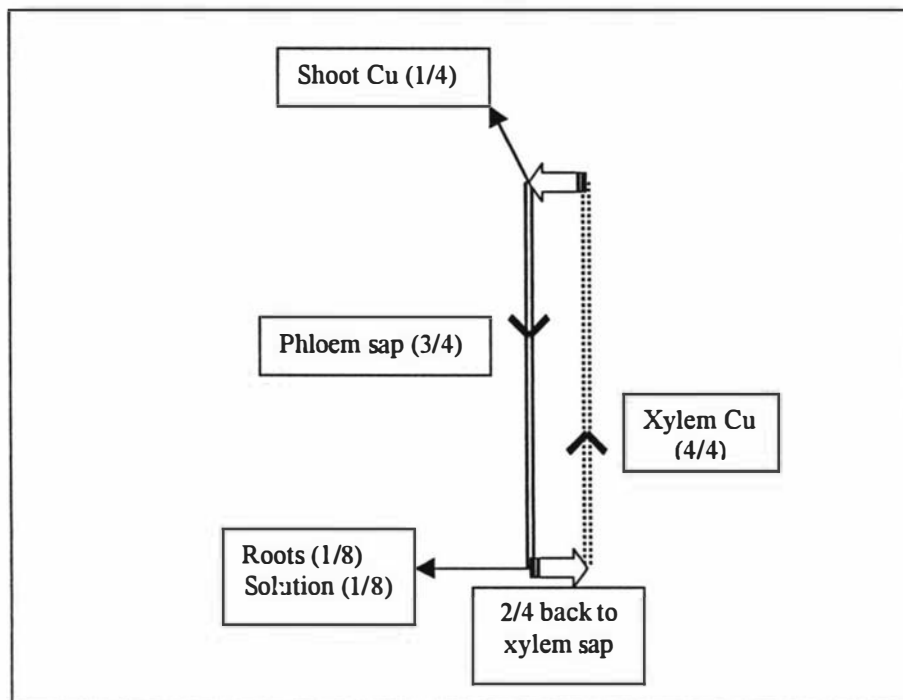 Shoot Cu (1/4)
Phloem sap (3/4)
Xylem Cu
(4/4)
Roots (1/8)
Solution (1/8)
2/4 back to
xylem sap